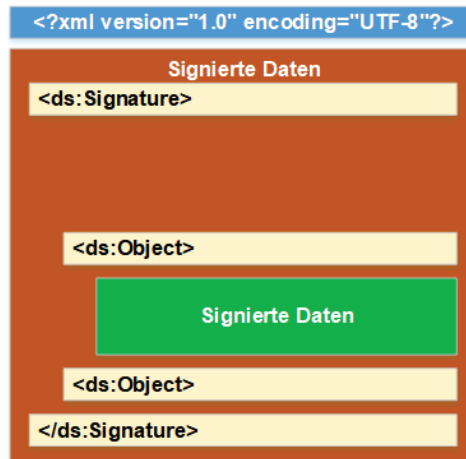 <?xml version="1.0" encoding="UTF-8"?>
Signierte Daten
<ds:Signature>
<ds:Object>
Signierte Daten
<ds:Object>
</ds:Signature>